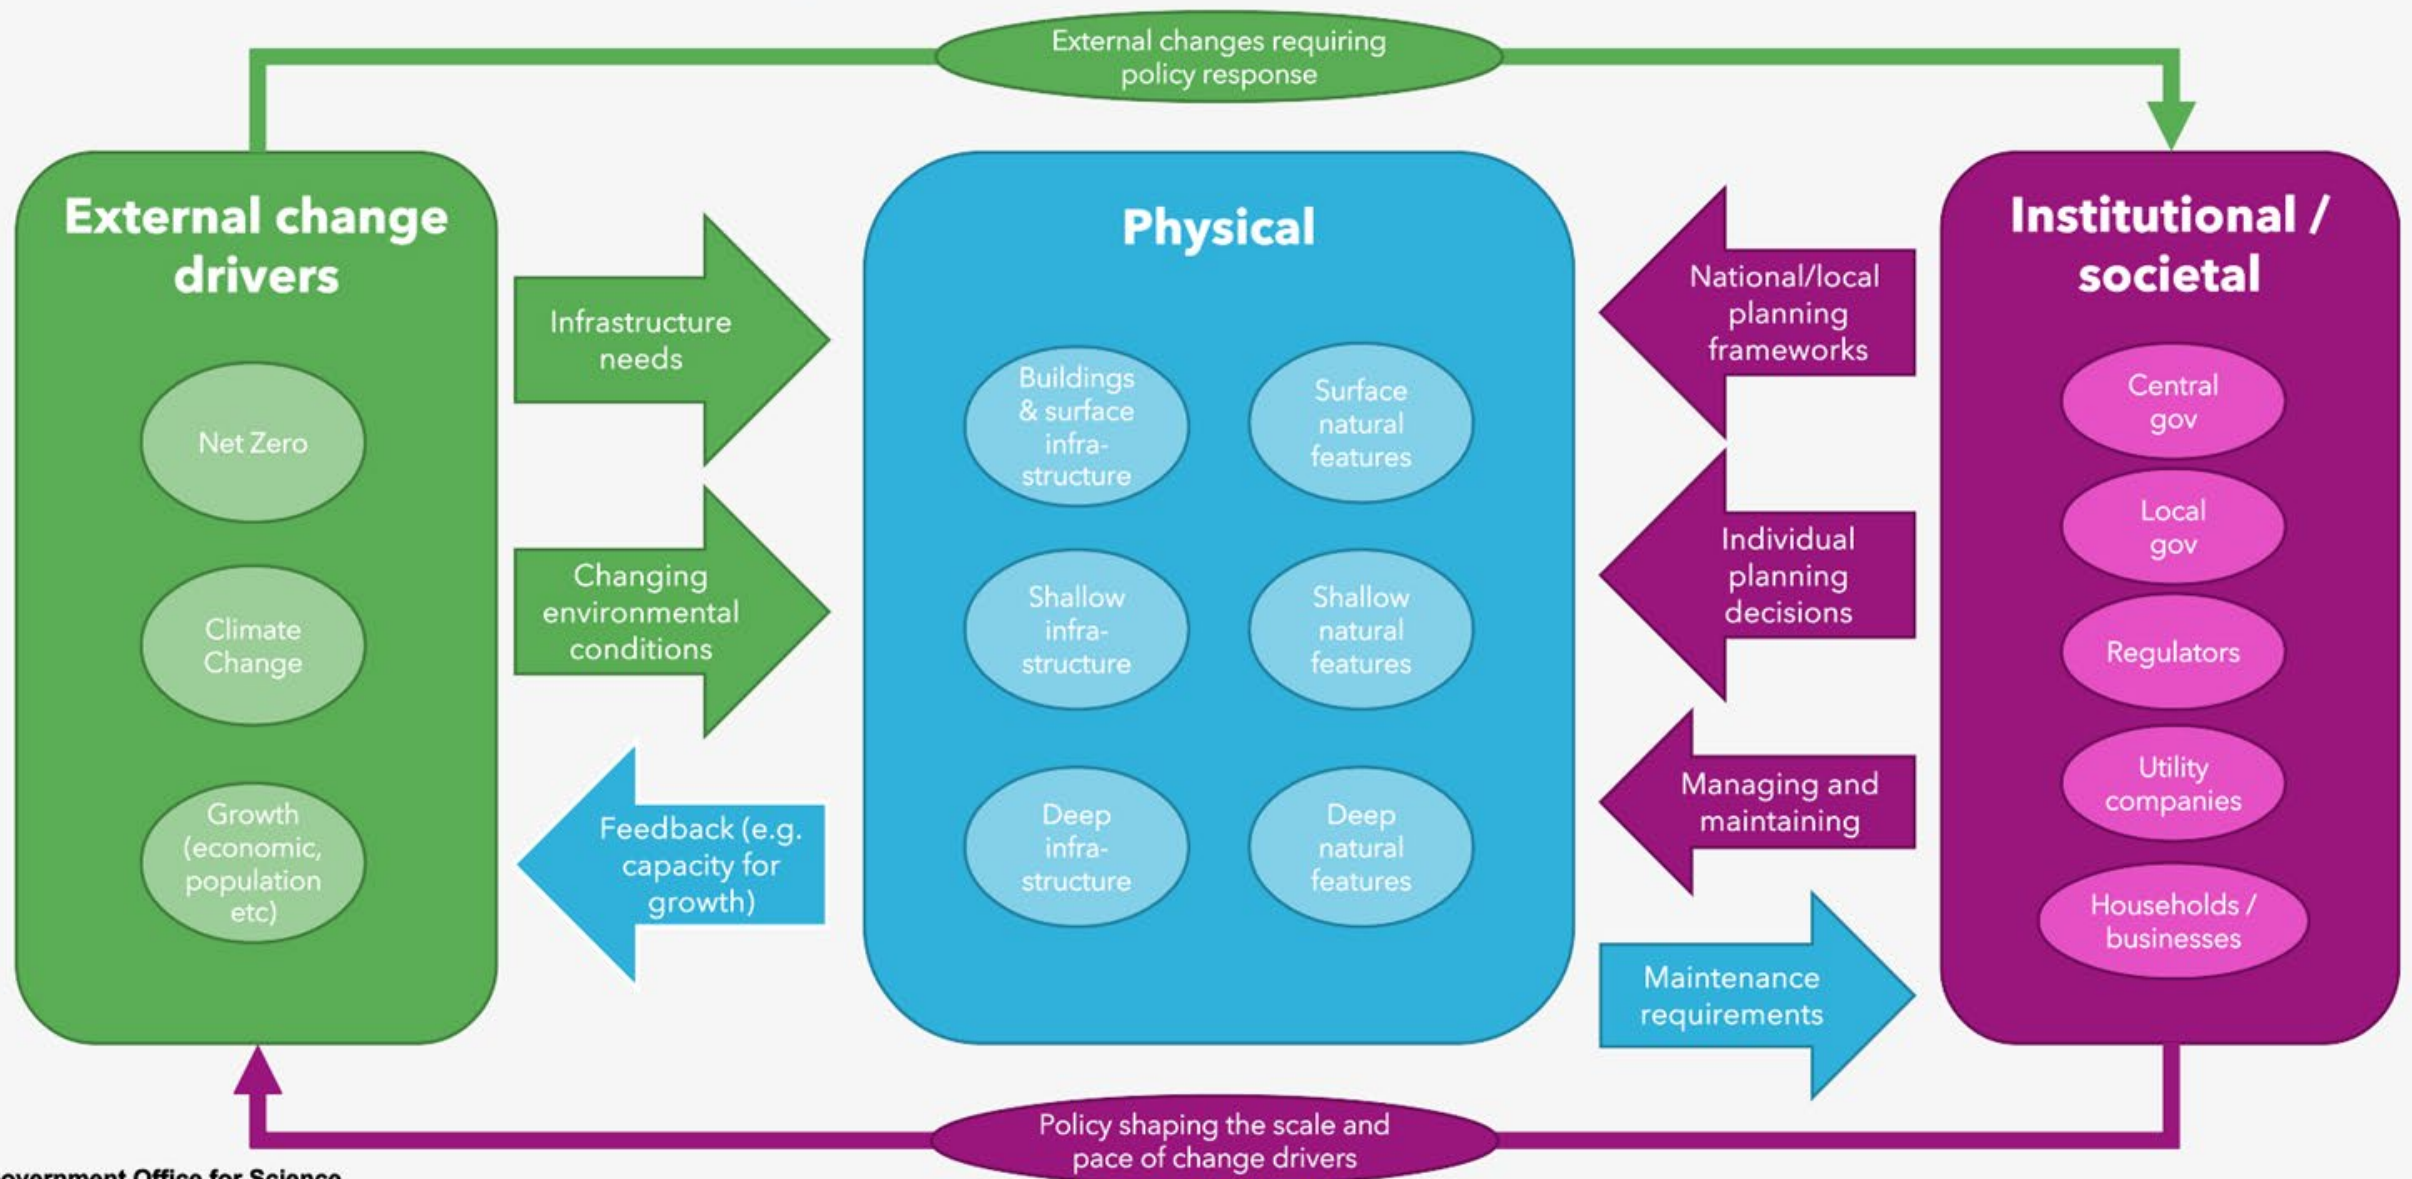 External changes requiring
policy response
External change
drivers
Net Zero
Climate
Change
Growth
(economic,
population
etc)
Infrastructure
needs
Changing
environmental
conditions
Feedback (e.g.
capacity for
growth)
Physical
Buildings
& surface
infra-
structure
Surface
natural
features
Shallow
infra-
structure
Shallow
natural
features
Deep
infra-
structure
Deep
natural
features
National/local
planning
frameworks
Individual
planning
decisions
Managing and
maintaining
Maintenance
requirements
Institutional /
societal
Central
gov
Local
gov
Regulators
Utility
companies
Households /
businesses
Policy shaping the scale and
pace of change drivers
overnment Office for Science